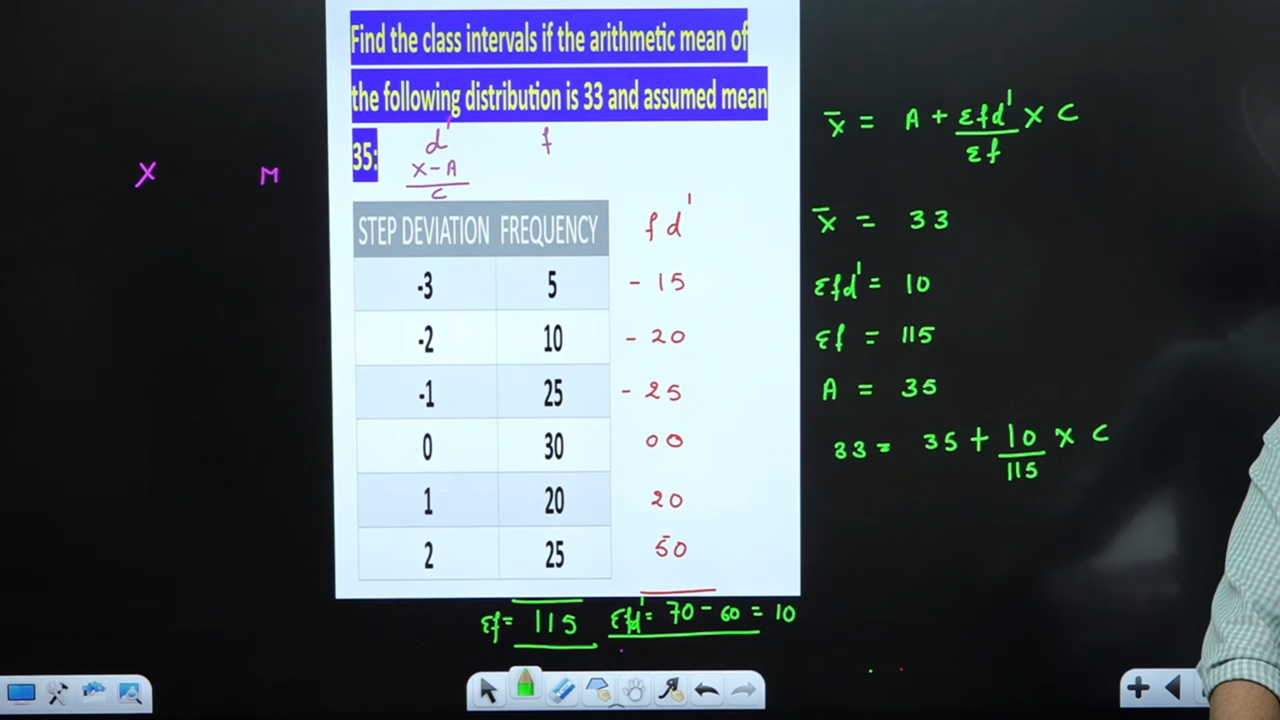 Find the class intervals if the arithmetic mean of
the following distribution is 33 and assumed mean
35:
d' f
X - A
C
X M
STEP DEVIATION FREQUENCY f d'
-3 5 - 15
-2 10 - 20
-1 25 - 25
0 30 00
1 20 20
2 25 50
Σf = 115 Σfd' = 70 - 60 = 10
x̄ = A + Σfd'/Σf X C
x̄ = 33
Σfd' = 10
Σf = 115
A = 35
33 = 35 + 10/115 X C